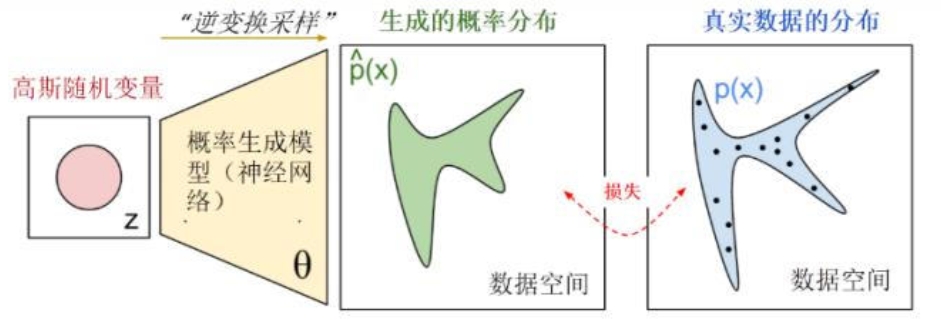 “逆变换采样”
生成的概率分布
真实数据的分布
高斯随机变量
z
概率生成模
型（神经网
络）
θ
p̂(x)
数据空间
损失
p(x)
数据空间